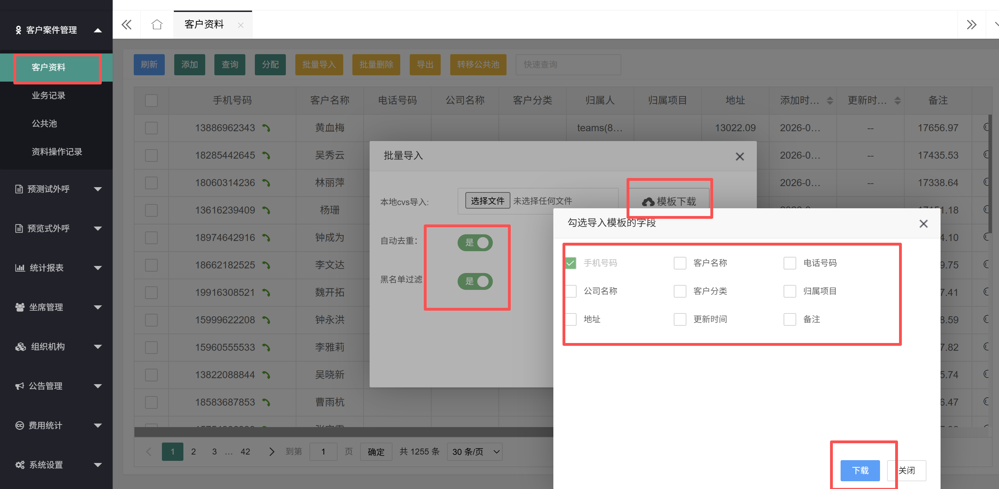 客户案件管理
客户资料
业务记录
公共池
资料操作记录
预测试外呼
预览式外呼
统计报表
坐席管理
组织机构
公告管理
费用统计
系统设置
客户资料
刷新 添加 查询 分配 批量导入 批量删除 导出 转移公共池 快速查询
手机号码 客户名称 电话号码 公司名称 客户分类 归属人 归属项目 地址 添加时... 更新时... 备注
13886962343 黄血梅 teams(8... 13022.09 2026-0... -- 17656.97
18285442645 吴秀云 2026-0... -- 17435.53
18060314236 林丽萍 2026-0... -- 17338.64
13616239409 杨珊 1.18
18974642916 钟成为 4.10
18662182525 李文达 9.75
19916308521 魏开拓 7.41
15999622208 钟永洪 8.59
15960555533 李雅莉 7.82
13822088844 吴晓新 5.74
18583687853 曹雨杭 6.47
1 2 3 ... 42 到第 1 页 确定 共 1255 条 30 条/页
批量导入
本地cvs导入: 选择文件 未选择任何文件 模板下载
自动去重：
是
黑名单过滤
是
勾选导入模板的字段
手机号码 客户名称 电话号码
公司名称 客户分类 归属项目
地址 更新时间 备注
下载 关闭